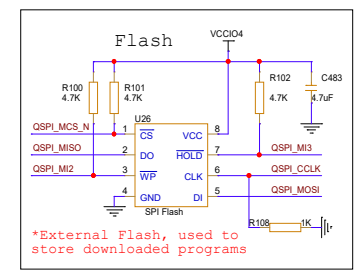 Flash
VCCIO4
R100
4.7K
R101
4.7K
R102
4.7K
C483
4.7uF
U26
QSPI_MCS_N
1
CS
VCC
8
QSPI_MISO
2
DO
HOLD
7
QSPI_MI3
QSPI_MI2
3
WP
CLK
6
QSPI_CCLK
4
GND
DI
5
QSPI_MOSI
SPI Flash
R108
1K
*External Flash, used to
store downloaded programs